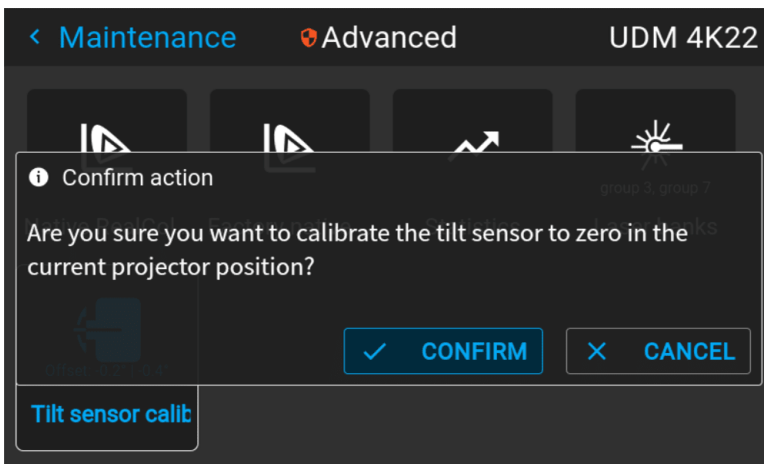 Maintenance Advanced UDM 4K22
Confirm action
group 3, group 7
Are you sure you want to calibrate the tilt sensor to zero in the
current projector position?
CONFIRM CANCEL
Tilt sensor calib